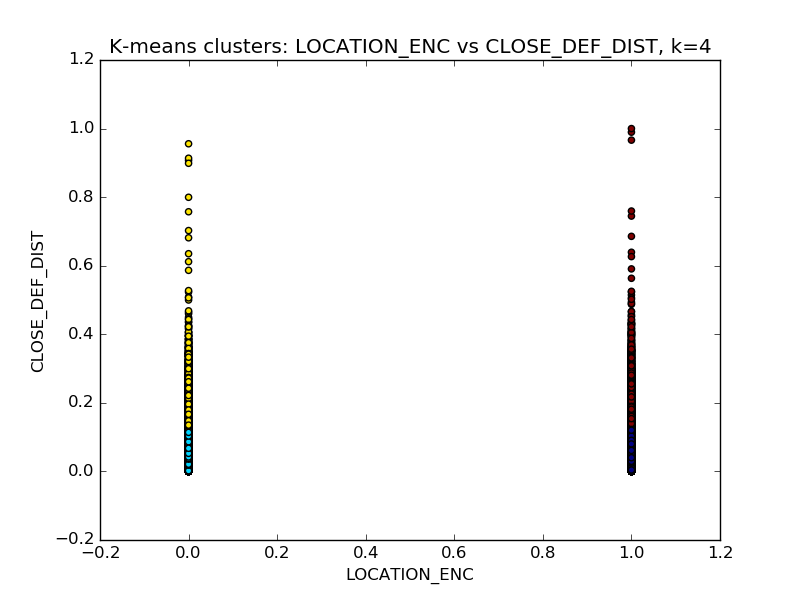 K-means clusters: LOCATION_ENC vs CLOSE_DEF_DIST, k=4
1.2
1.0
0.8
0.6
0.4
0.2
0.0
−0.2
CLOSE_DEF_DIST
−0.2 0.0 0.2 0.4 0.6 0.8 1.0 1.2
LOCATION_ENC